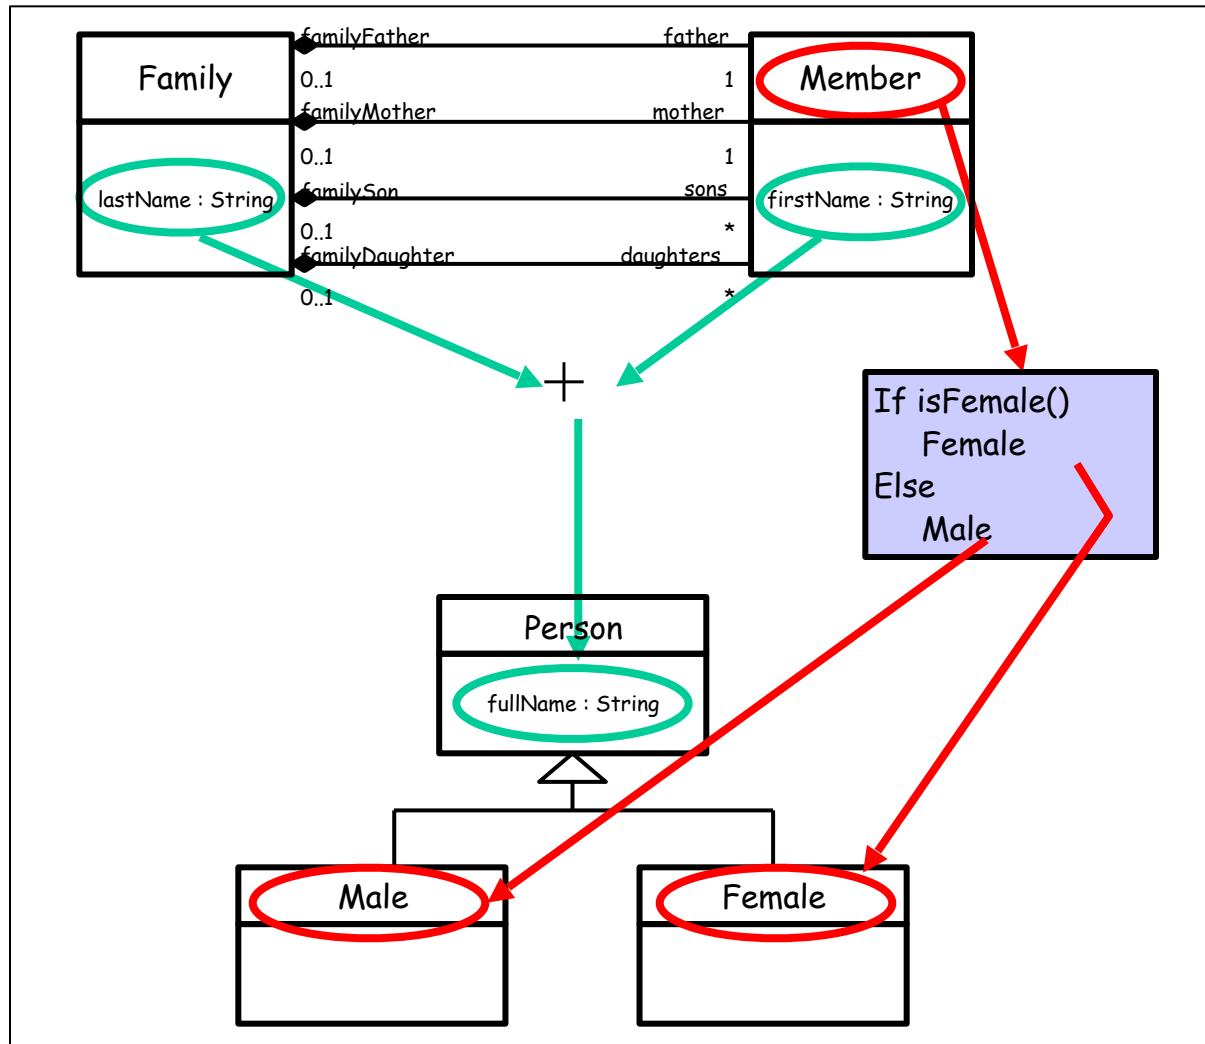 familyFather father
Family Member
0..1 1
familyMother mother
0..1 1
familySon sons
lastName : String firstName : String
0..1 *
familyDaughter daughters
0..1 *
+
If isFemale()
Female
Else
Male
Person
fullName : String
Male Female